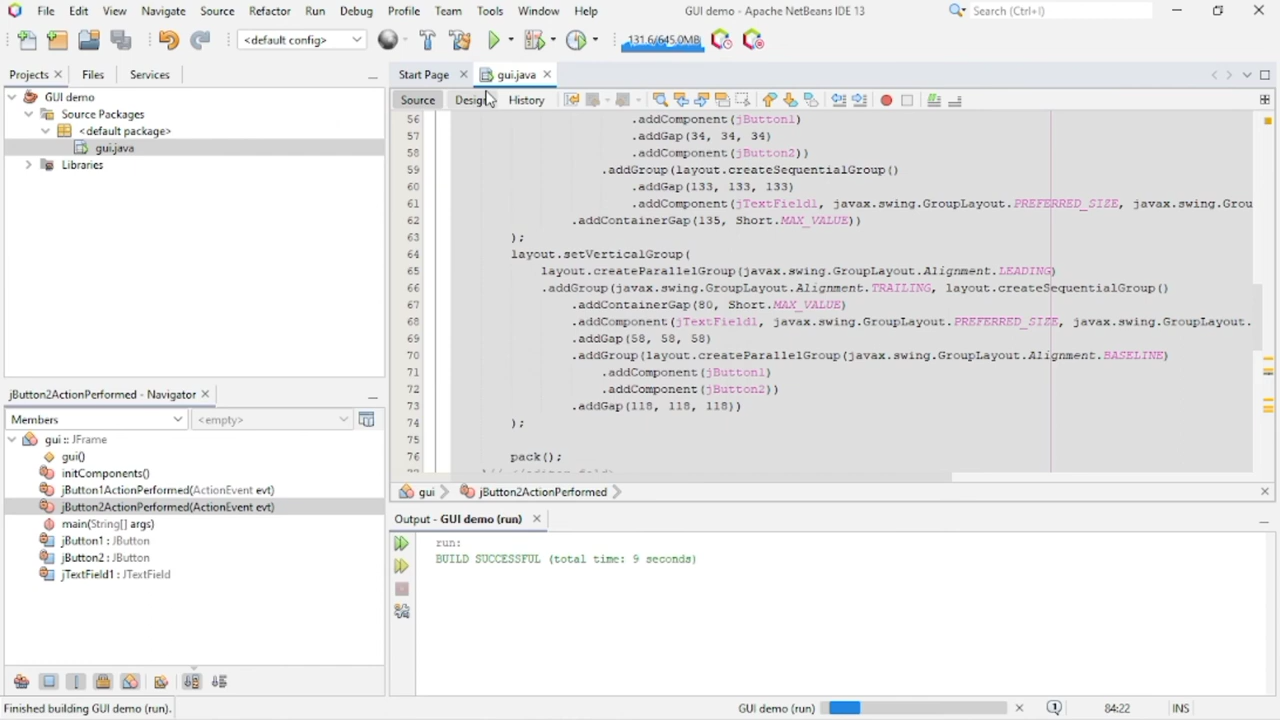 File Edit View Navigate Source Refactor Run Debug Profile Team Tools Window Help GUI demo - Apache NetBeans IDE 13 Search (Ctrl+I)
<default config> 131.6/645.0MB
Projects Files Services
GUI demo
Source Packages
<default package>
gui.java
Libraries
Start Page gui.java
Source Design History
56 .addComponent(jButton1)
57 .addGap(34, 34, 34)
58 .addComponent(jButton2))
59 .addGroup(layout.createSequentialGroup()
60 .addGap(133, 133, 133)
61 .addComponent(jTextField1, javax.swing.GroupLayout.PREFERRED_SIZE, javax.swing.Grou
62 .addContainerGap(135, Short.MAX_VALUE))
63 );
64 layout.setVerticalGroup(
65 layout.createParallelGroup(javax.swing.GroupLayout.Alignment.LEADING)
66 .addGroup(javax.swing.GroupLayout.Alignment.TRAILING, layout.createSequentialGroup()
67 .addContainerGap(80, Short.MAX_VALUE)
68 .addComponent(jTextField1, javax.swing.GroupLayout.PREFERRED_SIZE, javax.swing.GroupLayout.
69 .addGap(58, 58, 58)
70 .addGroup(layout.createParallelGroup(javax.swing.GroupLayout.Alignment.BASELINE)
71 .addComponent(jButton1)
72 .addComponent(jButton2))
73 .addGap(118, 118, 118))
74 );
75
76 pack();
gui jButton2ActionPerformed
jButton2ActionPerformed - Navigator
Members <empty>
gui :: JFrame
gui()
initComponents()
jButton1ActionPerformed(ActionEvent evt)
jButton2ActionPerformed(ActionEvent evt)
main(String[] args)
jButton1 : JButton
jButton2 : JButton
jTextField1 : JTextField
Output - GUI demo (run)
run:
BUILD SUCCESSFUL (total time: 9 seconds)
Finished building GUI demo (run). GUI demo (run) 1 84:22 INS